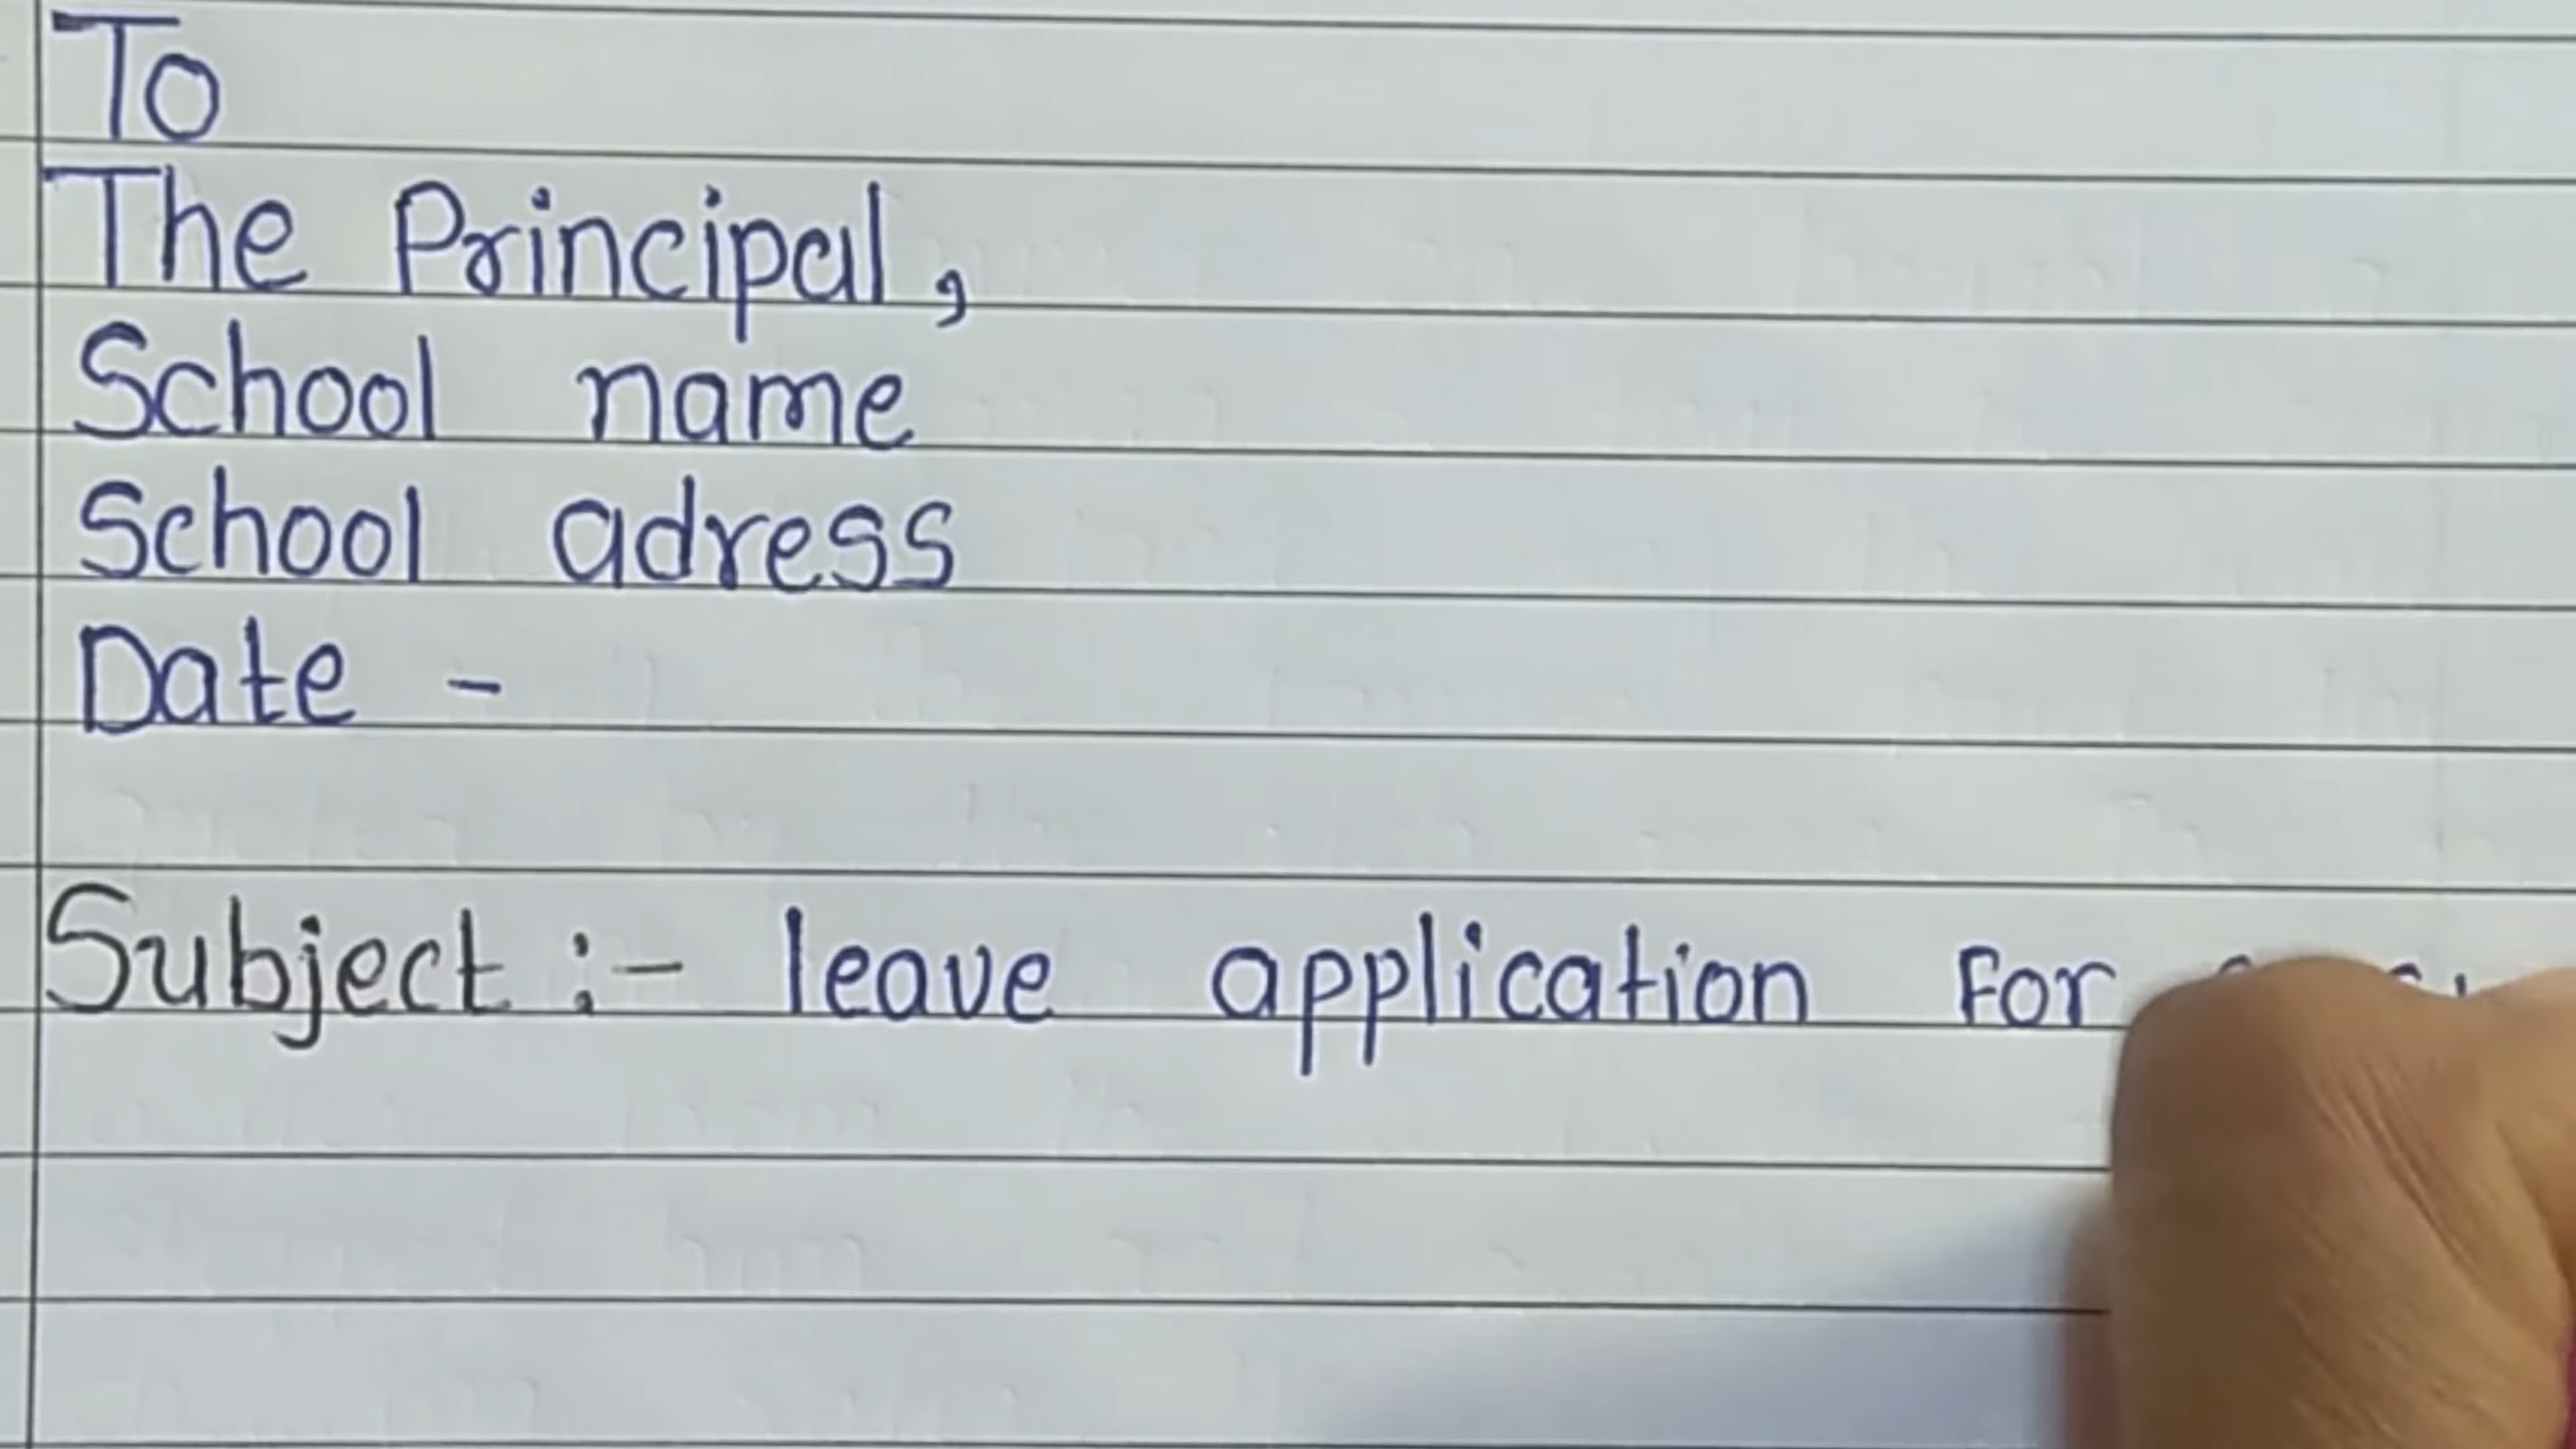 To
The Principal,
School name
School adress
Date -
Subject :- leave application For